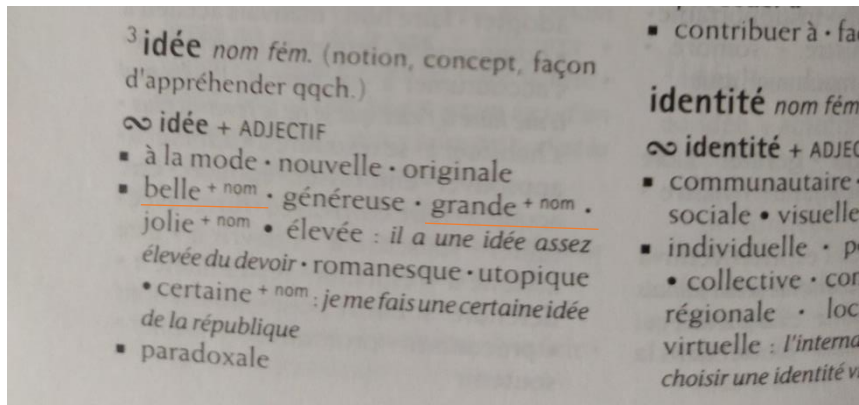 ³idée nom fém. (notion, concept, façon
d'appréhender qqch.)
∾ idée + ADJECTIF
▪ à la mode · nouvelle · originale
▪ belle + nom · généreuse · grande + nom ·
jolie + nom • élevée : il a une idée assez
élevée du devoir · romanesque · utopique
• certaine + nom : je me fais une certaine idée
de la république
▪ paradoxale
▪ contribuer à ·
identité nom fém
∾ identité +
▪ communautaire ·
sociale • visuelle
▪ individuelle ·
• collective ·
régionale ·
virtuelle :
choisir une identité